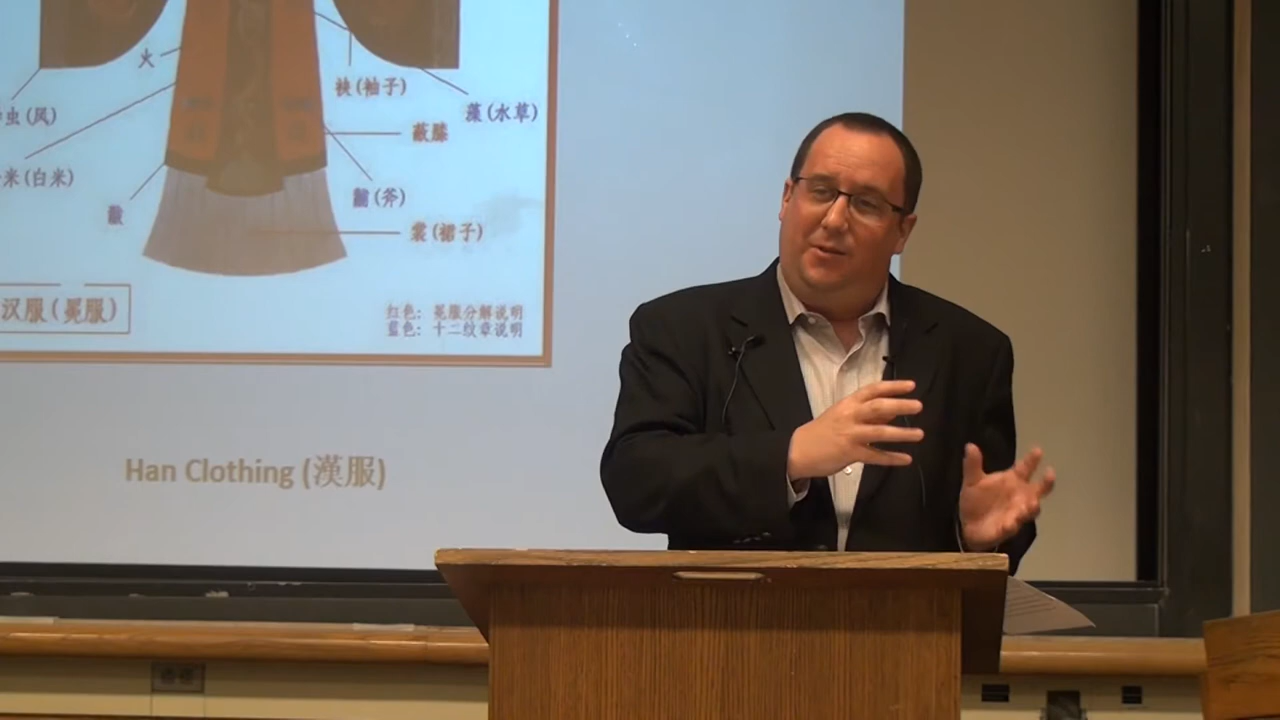 火
袂(袖子)
藻(水草)
虫(风)
蔽膝
米(白米)
黻
黼(斧)
裳(裙子)
汉服(冕服)
红色：冕服分解说明
蓝色：十二纹章说明
Han Clothing (漢服)